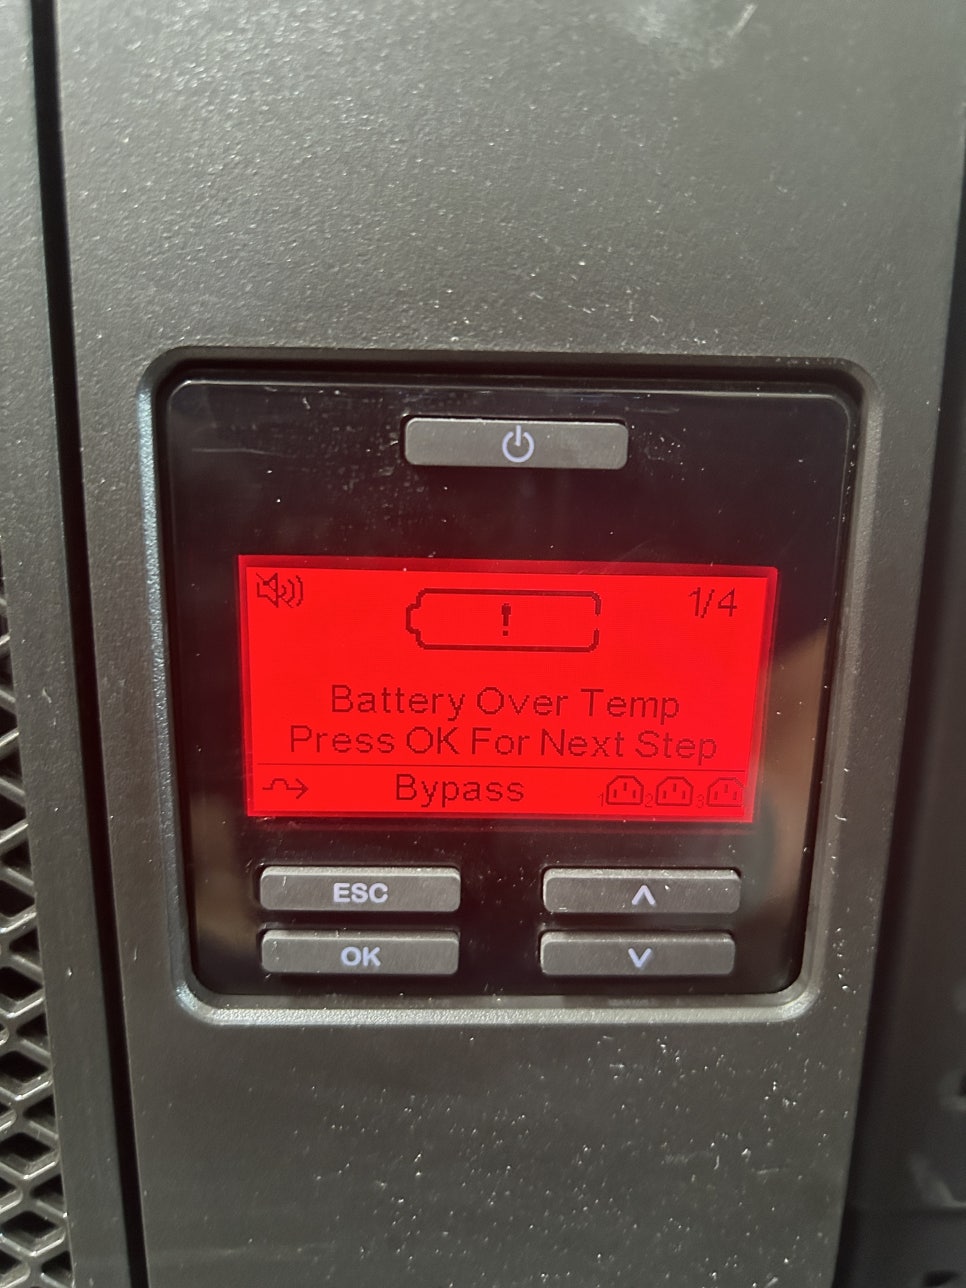 1/4
Battery Over Temp
Press OK For Next Step
Bypass
1 2 3
ESC
OK